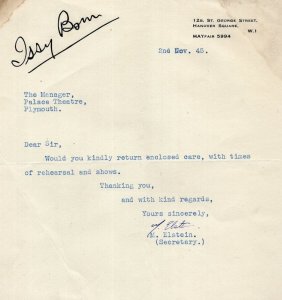 Issy Bonn
12B, ST. GEORGE STREET,
HANOVER SQUARE,
W.1
MAYFAIR 5994
2nd Nov. 45.
The Manager,
Palace Theatre,
Plymouth.
Dear Sir,
Would you kindly return enclosed care, with times
of rehearsal and shows.
Thanking you,
and with kind regards,
Yours sincerely,
M. Elstein.
(Secretary.)